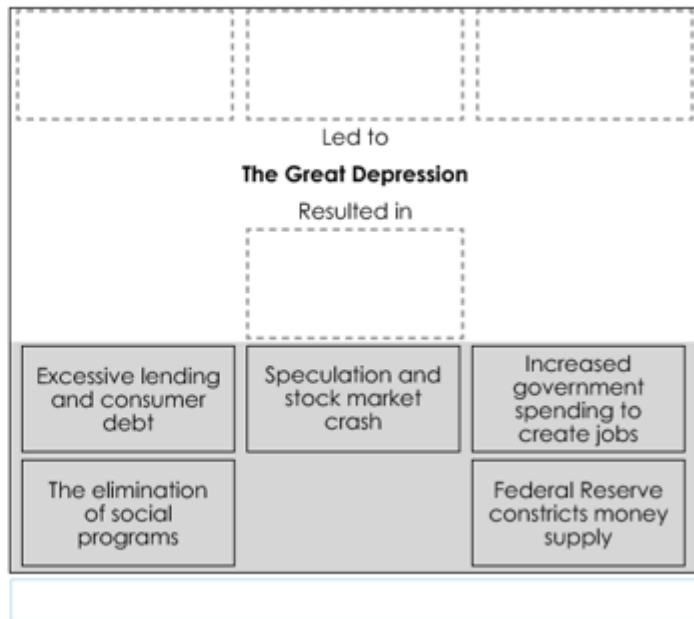 Led to
The Great Depression
Resulted in
Excessive lending
and consumer
debt
Speculation and
stock market
crash
Increased
government
spending to
create jobs
The elimination
of social
programs
Federal Reserve
constricts money
supply